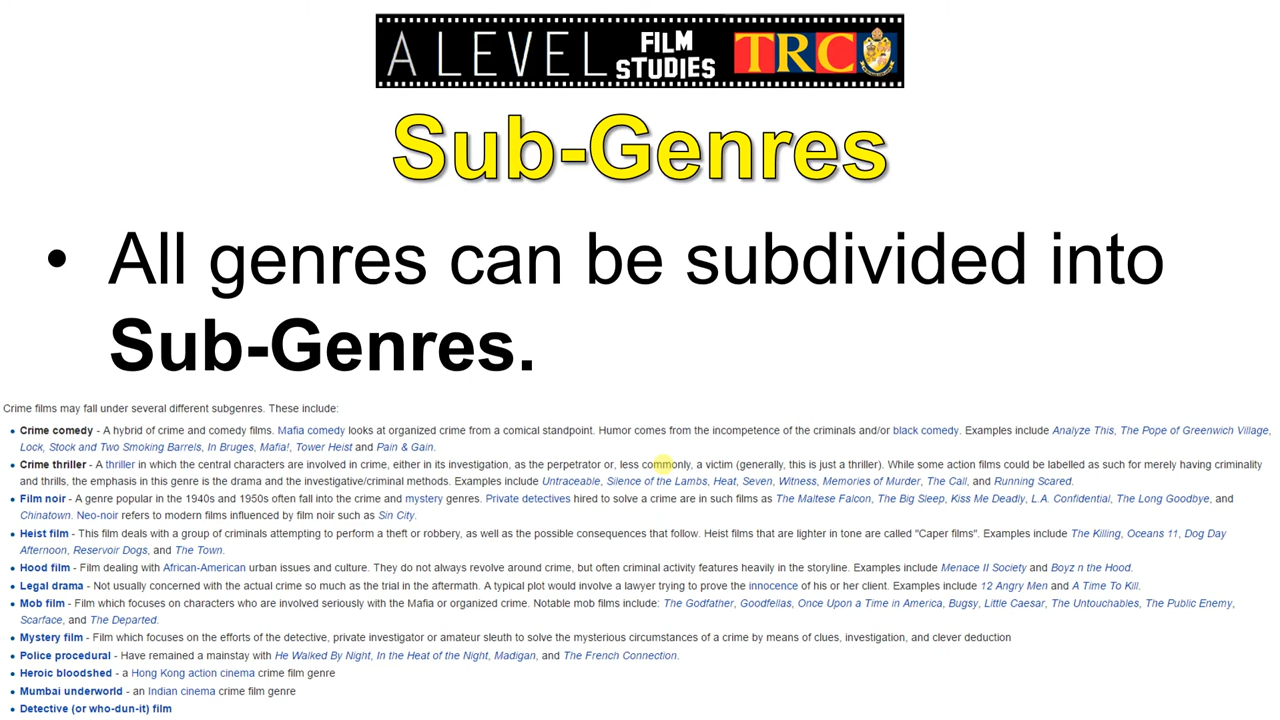 A LEVEL FILM STUDIES TRC
Sub-Genres
• All genres can be subdivided into
Sub-Genres.
Crime films may fall under several different subgenres. These include:
• Crime comedy - A hybrid of crime and comedy films. Mafia comedy looks at organized crime from a comical standpoint. Humor comes from the incompetence of the criminals and/or black comedy. Examples include Analyze This, The Pope of Greenwich Village,
Lock, Stock and Two Smoking Barrels, In Bruges, Mafia!, Tower Heist and Pain & Gain.
• Crime thriller - A thriller in which the central characters are involved in crime, either in its investigation, as the perpetrator or, less commonly, a victim (generally, this is just a thriller). While some action films could be labelled as such for merely having criminality
and thrills, the emphasis in this genre is the drama and the investigative/criminal methods. Examples include Untraceable, Silence of the Lambs, Heat, Seven, Witness, Memories of Murder, The Call, and Running Scared.
• Film noir - A genre popular in the 1940s and 1950s often fall into the crime and mystery genres. Private detectives hired to solve a crime are in such films as The Maltese Falcon, The Big Sleep, Kiss Me Deadly, L.A. Confidential, The Long Goodbye, and
Chinatown. Neo-noir refers to modern films influenced by film noir such as Sin City.
• Heist film - This film deals with a group of criminals attempting to perform a theft or robbery, as well as the possible consequences that follow. Heist films that are lighter in tone are called "Caper films". Examples include The Killing, Oceans 11, Dog Day
Afternoon, Reservoir Dogs, and The Town.
• Hood film - Film dealing with African-American urban issues and culture. They do not always revolve around crime, but often criminal activity features heavily in the storyline. Examples include Menace II Society and Boyz n the Hood.
• Legal drama - Not usually concerned with the actual crime so much as the trial in the aftermath. A typical plot would involve a lawyer trying to prove the innocence of his or her client. Examples include 12 Angry Men and A Time To Kill.
• Mob film - Film which focuses on characters who are involved seriously with the Mafia or organized crime. Notable mob films include: The Godfather, Goodfellas, Once Upon a Time in America, Bugsy, Little Caesar, The Untouchables, The Public Enemy,
Scarface, and The Departed.
• Mystery film - Film which focuses on the efforts of the detective, private investigator or amateur sleuth to solve the mysterious circumstances of a crime by means of clues, investigation, and clever deduction
• Police procedural - Have remained a mainstay with He Walked By Night, In the Heat of the Night, Madigan, and The French Connection.
• Heroic bloodshed - a Hong Kong action cinema crime film genre
• Mumbai underworld - an Indian cinema crime film genre
• Detective (or who-dun-it) film